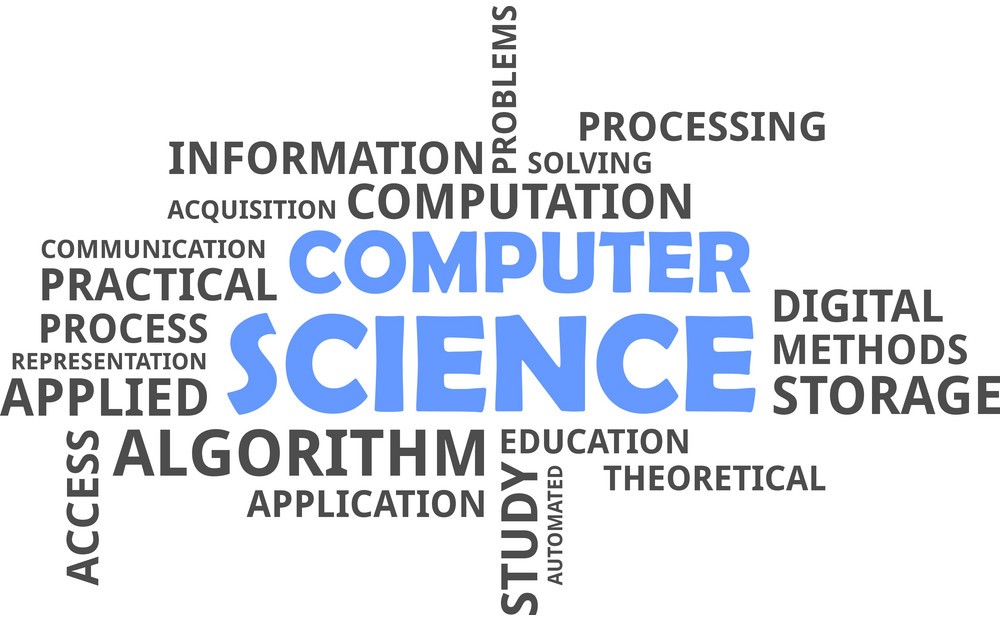 PROBLEMS
PROCESSING
INFORMATION
SOLVING
ACQUISITION
COMPUTATION
COMMUNICATION
COMPUTER
PRACTICAL
DIGITAL
PROCESS
SCIENCE
METHODS
REPRESENTATION
APPLIED
STORAGE
ALGORITHM
EDUCATION
ACCESS
THEORETICAL
APPLICATION
STUDY
AUTOMATED